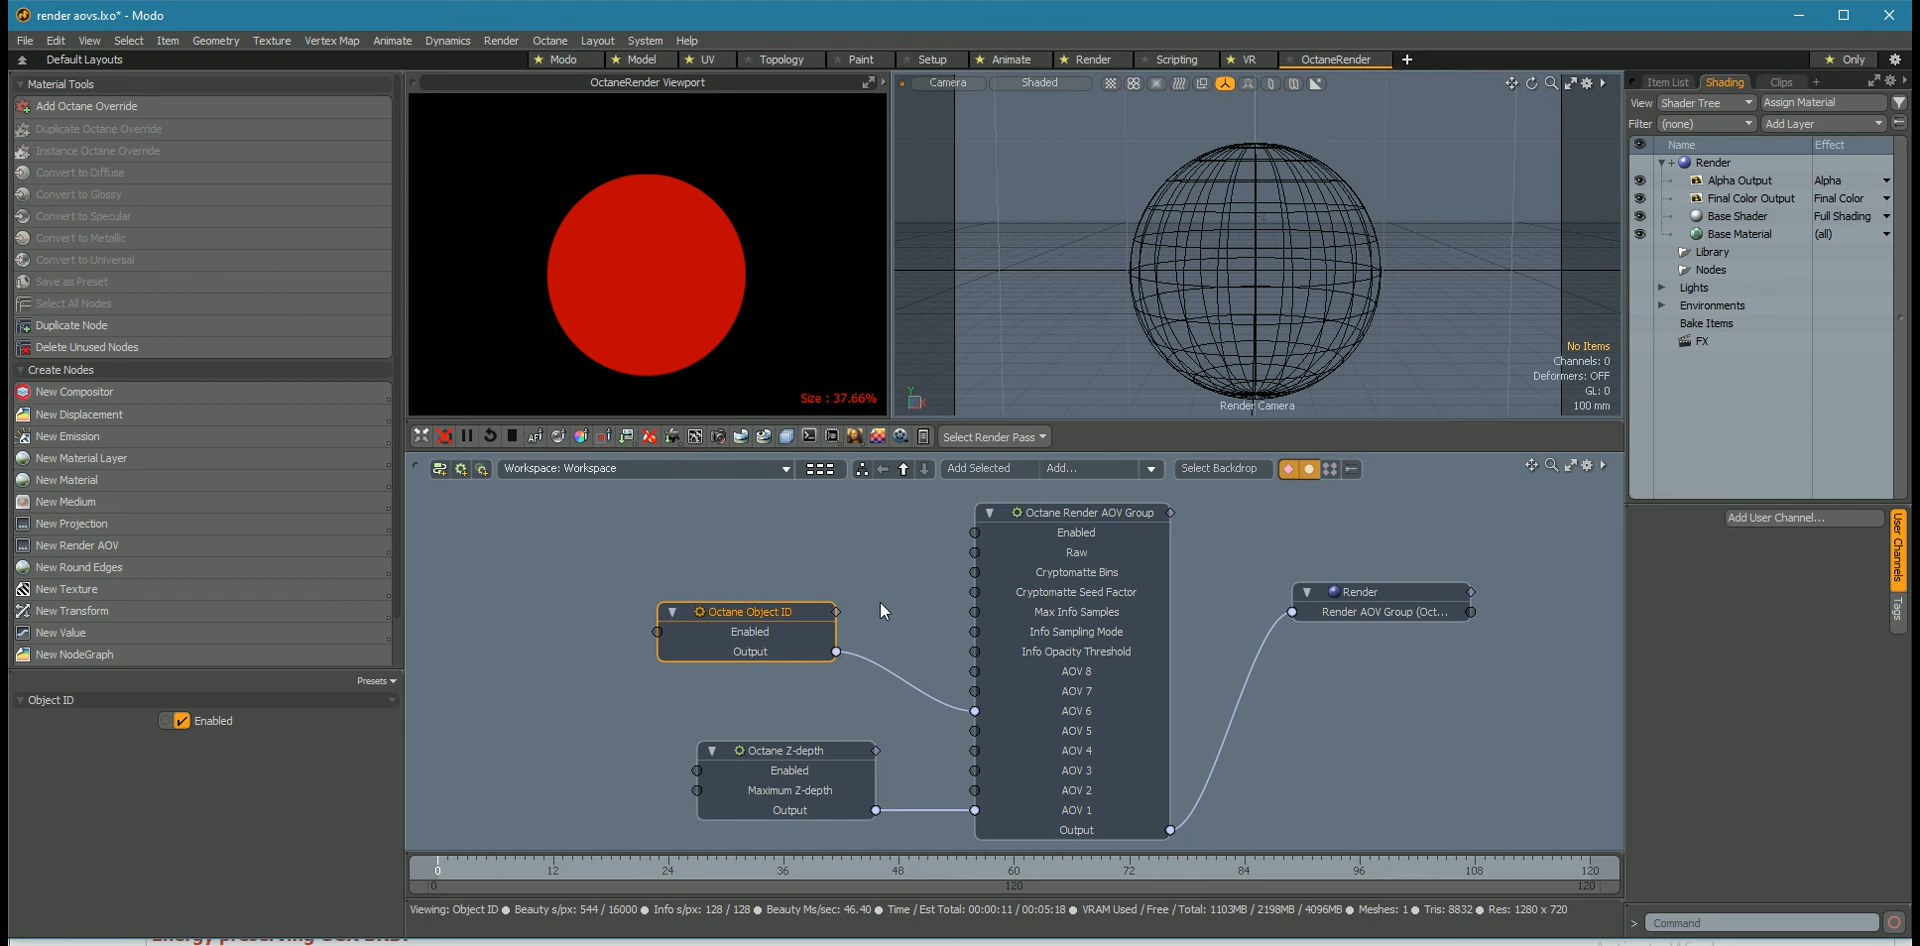 render aovs.lxo* - Modo
File Edit View Select Item Geometry Texture Vertex Map Animate Dynamics Render Octane Layout System Help
Default Layouts
Modo Model UV Topology Paint Setup Animate Render Scripting VR OctaneRender + Only
Material Tools
Add Octane Override
Duplicate Octane Override
Instance Octane Override
Convert to Diffuse
Convert to Glossy
Convert to Specular
Convert to Metallic
Convert to Universal
Save as Preset
Select All Nodes
Duplicate Node
Delete Unused Nodes
Create Nodes
New Compositor
New Displacement
New Emission
New Material Layer
New Material
New Medium
New Projection
New Render AOV
New Round Edges
New Texture
New Transform
New Value
New NodeGraph
Presets
Object ID
Enabled
OctaneRender Viewport
Size : 37.66%
Camera Shaded
No Items
Channels: 0
Deformers: OFF
GL: 0
100 mm
Render Camera
Y
X
Select Render Pass
Workspace: Workspace Add Selected Add... Select Backdrop
Octane Object ID
Enabled
Output
Octane Z-depth
Enabled
Maximum Z-depth
Output
Octane Render AOV Group
Enabled
Raw
Cryptomatte Bins
Cryptomatte Seed Factor
Max Info Samples
Info Sampling Mode
Info Opacity Threshold
AOV 8
AOV 7
AOV 6
AOV 5
AOV 4
AOV 3
AOV 2
AOV 1
Output
Render
Render AOV Group (Oct...
0 12 24 36 48 60 72 84 96 108 120
0 120 120
Viewing: Object ID ● Beauty s/px: 544 / 16000 ● Info s/px: 128 / 128 ● Beauty Ms/sec: 46.40 ● Time / Est Total: 00:00:11 / 00:05:18 ● VRAM Used / Free / Total: 1103MB / 2198MB / 4096MB ● Meshes: 1 ● Tris: 8832 ● Res: 1280 x 720
Item List Shading Clips +
View Shader Tree Assign Material
Filter (none) Add Layer
Name Effect
Render
Alpha Output Alpha
Final Color Output Final Color
Base Shader Full Shading
Base Material (all)
Library
Nodes
Lights
Environments
Bake Items
FX
Add User Channel...
User Channels
Tags
> Command